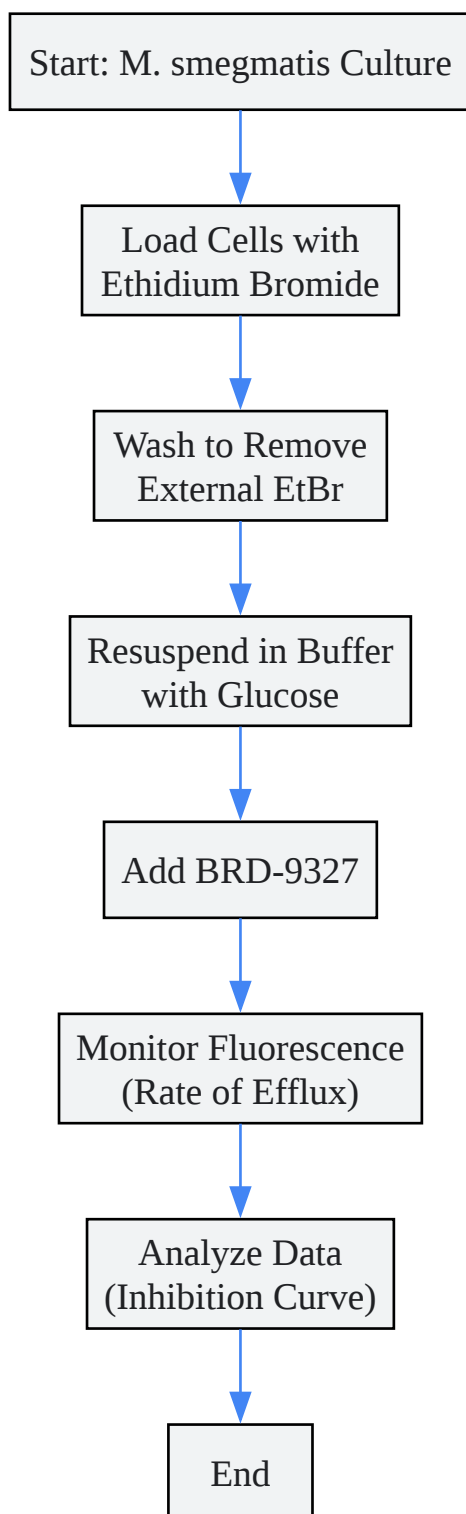 Start: M. smegmatis Culture
Load Cells with
Ethidium Bromide
Wash to Remove
External EtBr
Resuspend in Buffer
with Glucose
Add BRD-9327
Monitor Fluorescence
(Rate of Efflux)
Analyze Data
(Inhibition Curve)
End